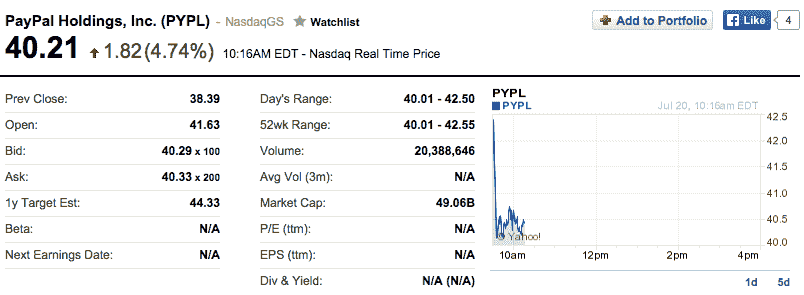 PayPal Holdings, Inc. (PYPL) - NasdaqGS ★ Watchlist
Add to Portfolio
Like 4
40.21 1.82(4.74%) 10:16AM EDT - Nasdaq Real Time Price
Prev Close: 38.39
Open: 41.63
Bid: 40.29 x 100
Ask: 40.33 x 200
1y Target Est: 44.33
Beta: N/A
Next Earnings Date: N/A
Day's Range: 40.01 - 42.50
52wk Range: 40.01 - 42.55
Volume: 20,388,646
Avg Vol (3m): N/A
Market Cap: 49.06B
P/E (ttm): N/A
EPS (ttm): N/A
Div & Yield: N/A (N/A)
PYPL
PYPL Jul 20, 10:16am EDT
42.5
42.0
41.5
41.0
40.5
40.0
© Yahoo!
10am 12pm 2pm 4pm
1d 5d